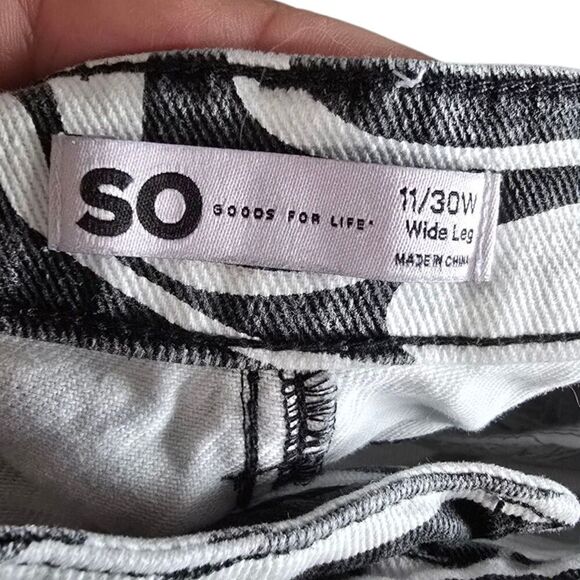 SO
GOODS FOR LIFE
11/30W
Wide Leg
MADE IN CHINA